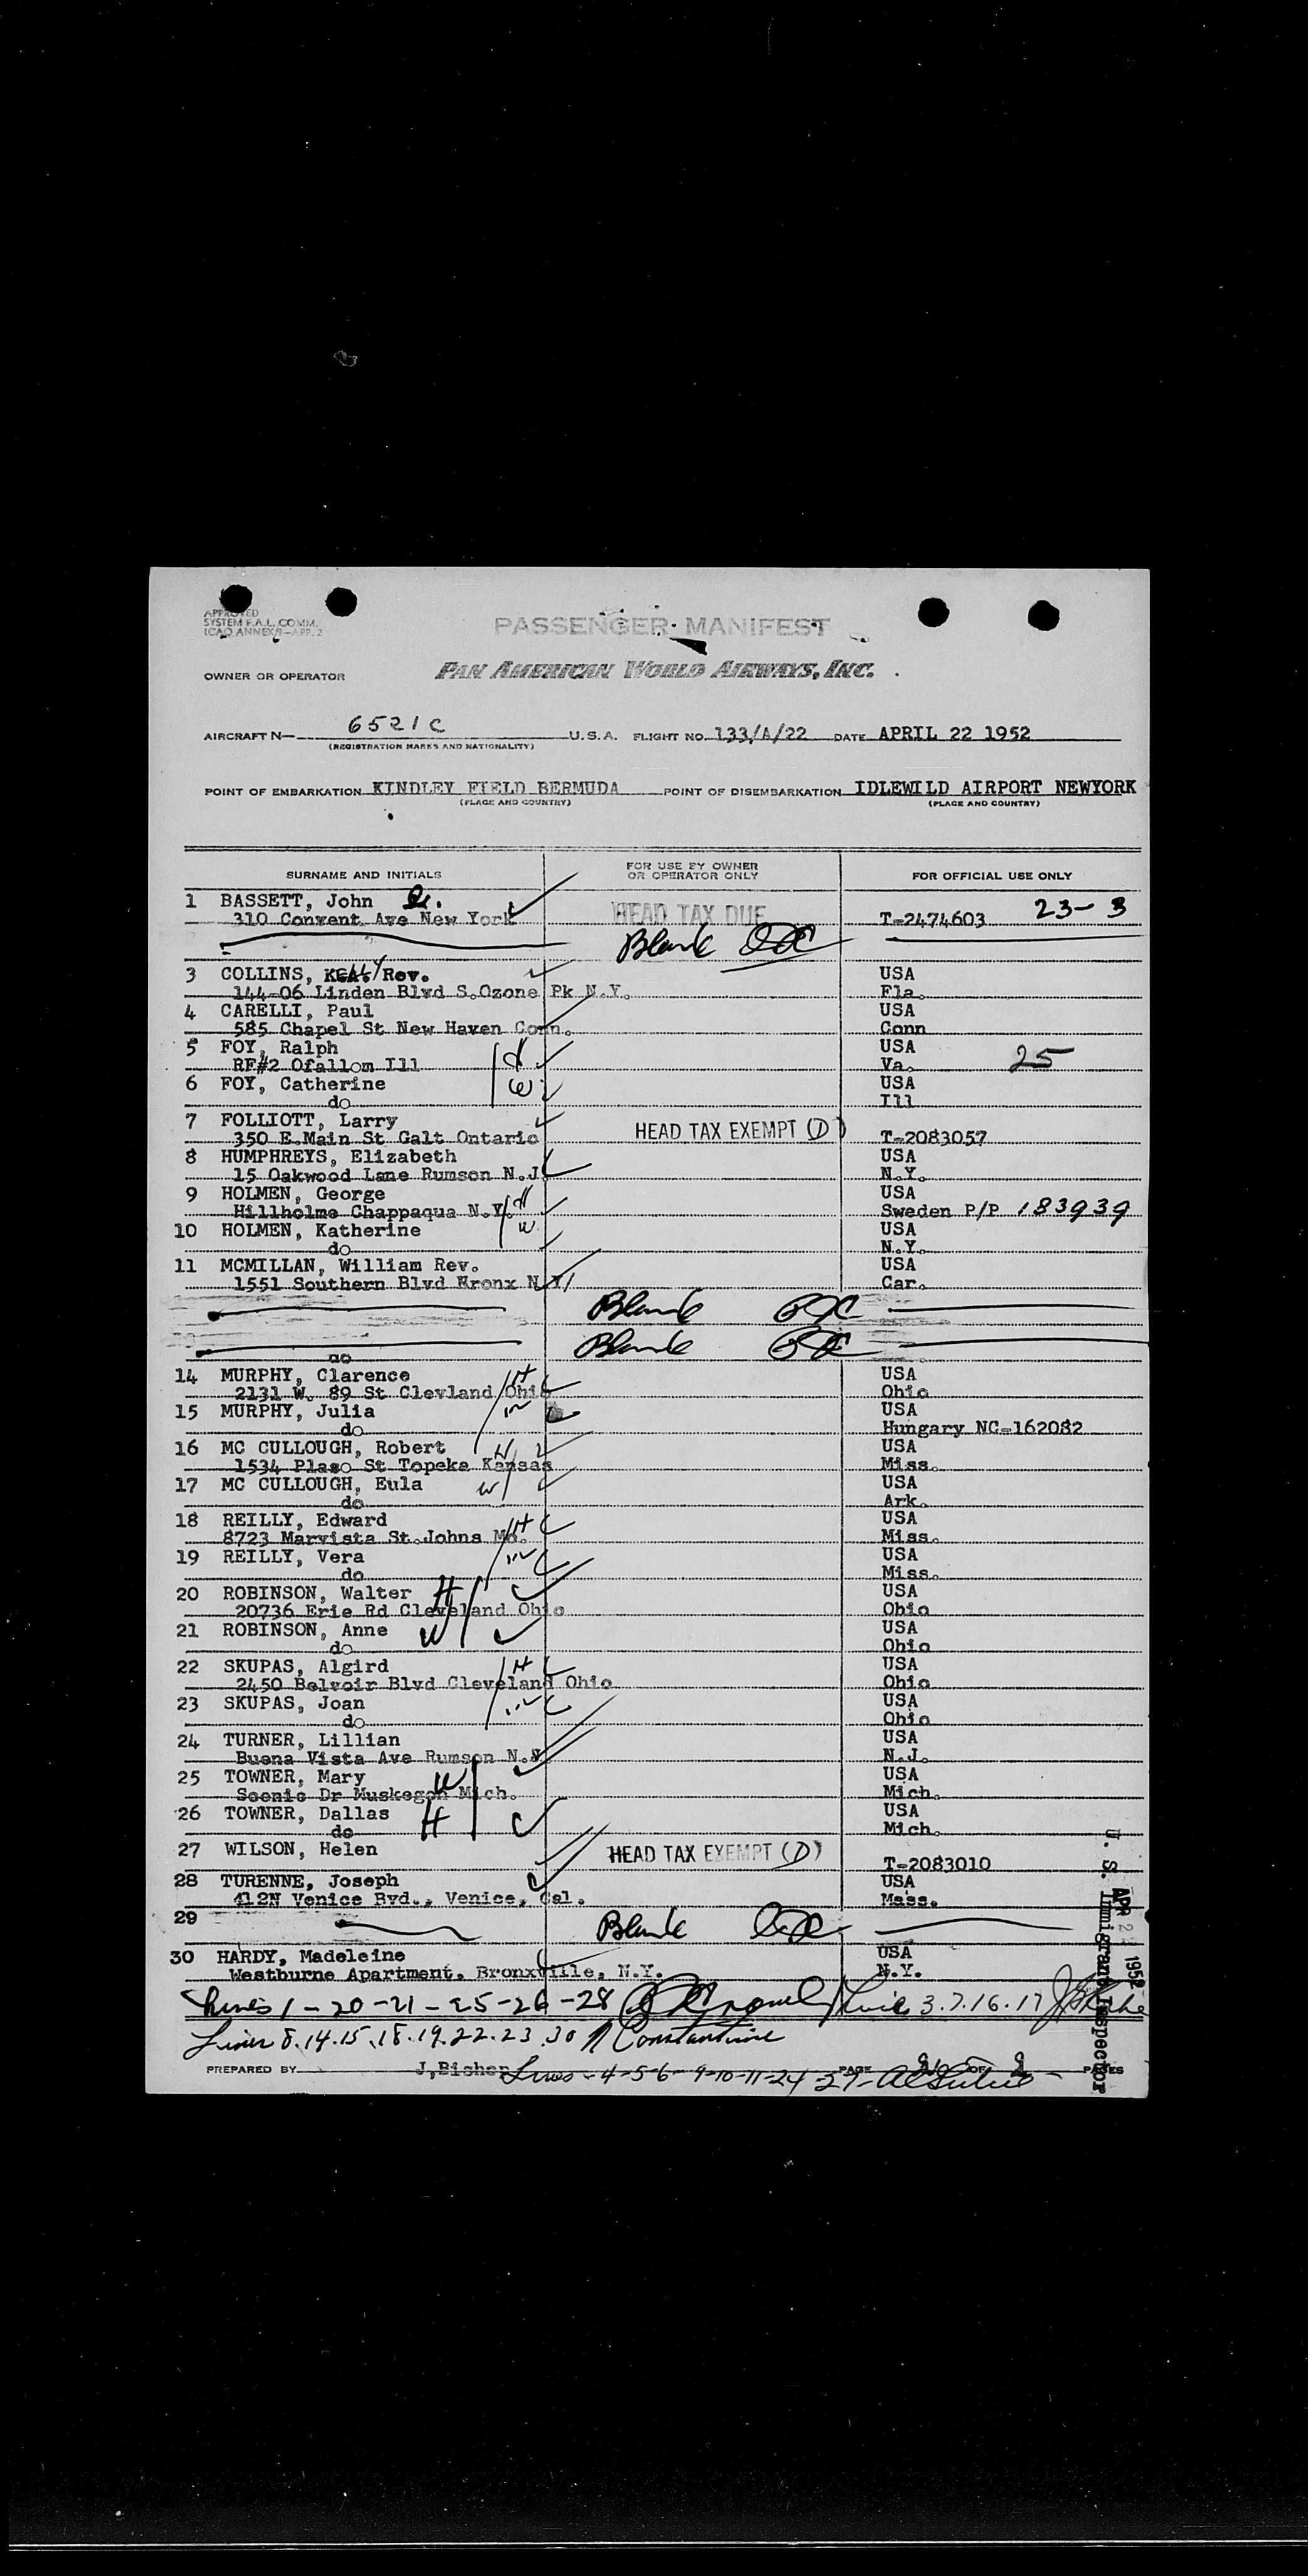 APPROVED
SYSTEM F.A.L. COMM.
ICAO ANNEX 9-APP. 2
PASSENGER MANIFEST
OWNER OR OPERATOR PAN AMERICAN WORLD AIRWAYS, INC.
AIRCRAFT N— 6521C U.S.A. FLIGHT NO. 133/A/22 DATE APRIL 22 1952
(REGISTRATION MARKS AND NATIONALITY)
POINT OF EMBARKATION KINDLEY FIELD BERMUDA POINT OF DISEMBARKATION IDLEWILD AIRPORT NEWYORK
(PLACE AND COUNTRY) (PLACE AND COUNTRY)
SURNAME AND INITIALS FOR USE BY OWNER OR OPERATOR ONLY FOR OFFICIAL USE ONLY
1 BASSETT, John
310 Convent Ave New York HEAD TAX DUE T-2474603 23-3
Blank
3 COLLINS, KEALY Rev. USA
144-06 Linden Blvd S.Ozone Pk N.Y. Fla.
4 CARELLI, Paul USA
585 Chapel St New Haven Conn. Conn
5 FOY, Ralph H USA
RF#2 Ofallom Ill Va. 25
6 FOY, Catherine W USA
do Ill
7 FOLLIOTT, Larry
350 E.Main St Galt Ontario HEAD TAX EXEMPT (D) T-2083057
8 HUMPHREYS, Elizabeth USA
15 Oakwood Lane Rumson N.J. N.Y.
9 HOLMEN, George H USA
Hillholme Chappaqua N.Y. Sweden P/P 183939
10 HOLMEN, Katherine W USA
do N.Y.
11 MCMILLAN, William Rev. USA
1551 Southern Blvd Kronx N.Y. Car.
Blank
Blank
do
14 MURPHY, Clarence H USA
2131 W. 89 St Clevland Ohio Ohio
15 MURPHY, Julia W USA
do Hungary NC-162082
16 MC CULLOUGH, Robert H USA
1534 Plaso St Topeka Kansas Miss.
17 MC CULLOUGH, Eula W USA
do Ark.
18 REILLY, Edward H USA
8723 Marvista St.Johns Mo. Miss.
19 REILLY, Vera W USA
do Miss.
20 ROBINSON, Walter H USA
20736 Erie Rd Cleveland Ohio Ohio
21 ROBINSON, Anne W USA
do Ohio
22 SKUPAS, Algird H USA
2450 Belvoir Blvd Cleveland Ohio Ohio
23 SKUPAS, Joan W USA
do Ohio
24 TURNER, Lillian USA
Buena Vista Ave Rumson N.J. N.J.
25 TOWNER, Mary W USA
Scenic Dr Muskegon Mich. Mich.
26 TOWNER, Dallas H USA
do Mich.
27 WILSON, Helen HEAD TAX EXEMPT (D)
T-2083010
28 TURENNE, Joseph USA
412N Venice Bvd., Venice, Cal. Mass.
29 Blank
30 HARDY, Madeleine USA
Westburne Apartment, Bronxville, N.Y. N.Y.
Lines 1-20-21-25-26-28 Line 3.7.16.17
Lines 8.14.15.18.19.22.23.30 N Constantine
PREPARED BY J,Bisher Lines-4-5-6-9-10-11-24-27- PAGE OF PAGES
APR 22 1952
U. S. Immigrant Inspector